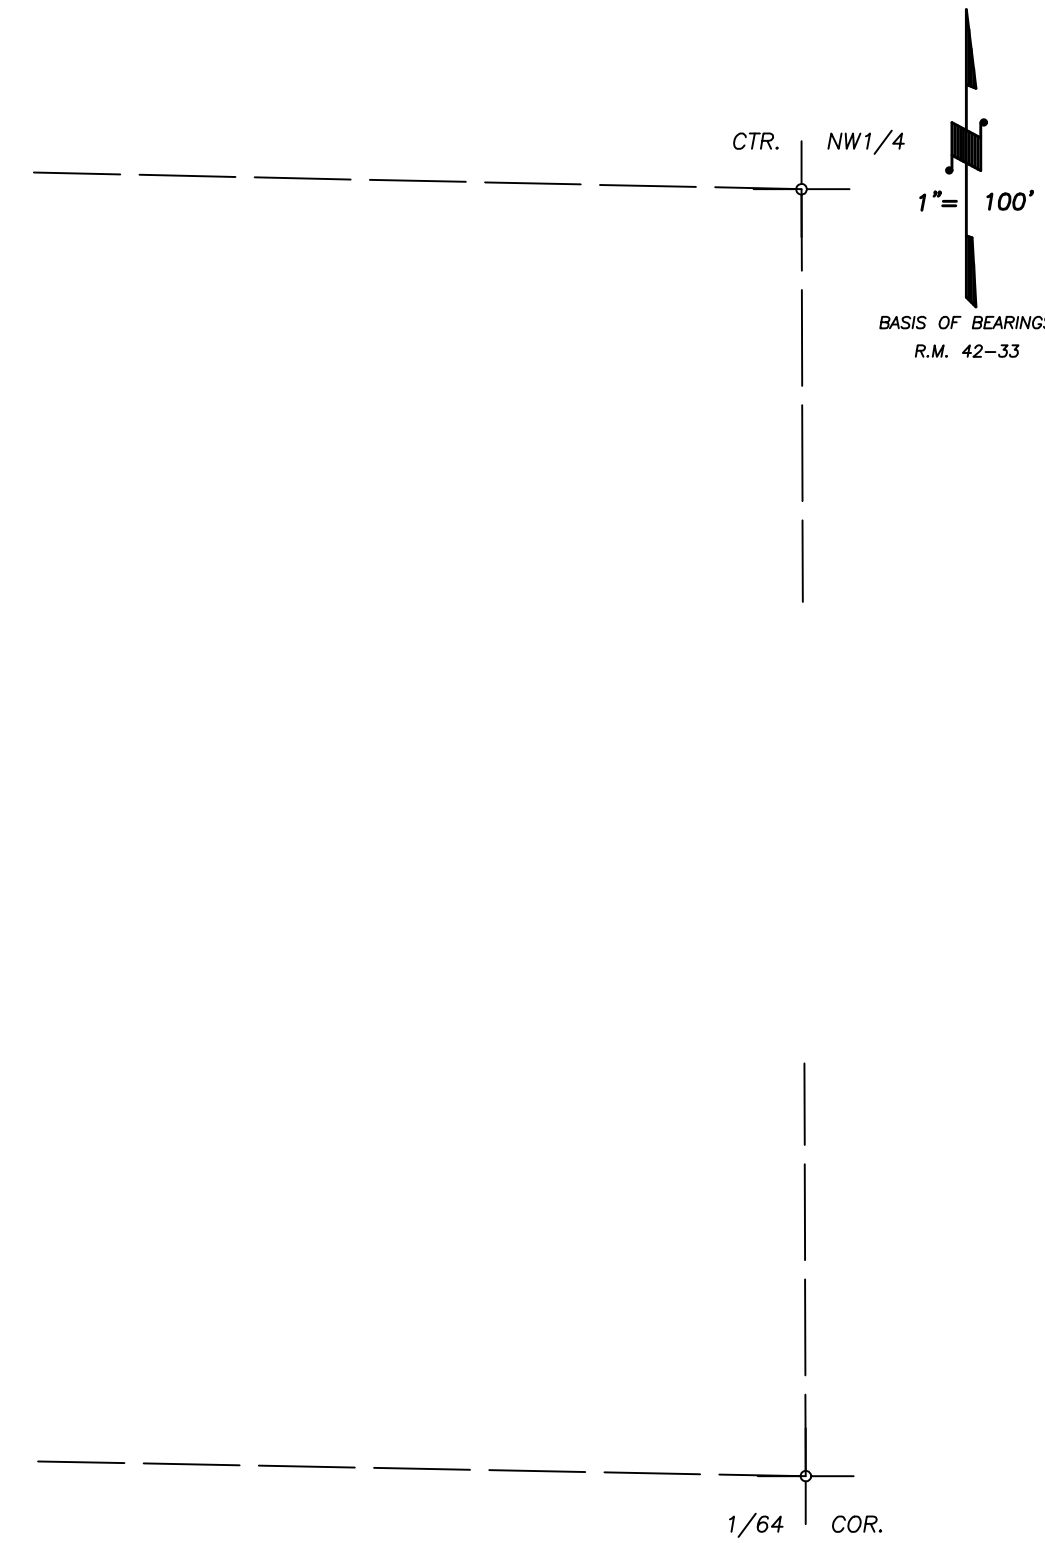 CTR. NW1/4
1"= 100'
BASIS OF BEARINGS
R.M. 42-33
1/64 COR.